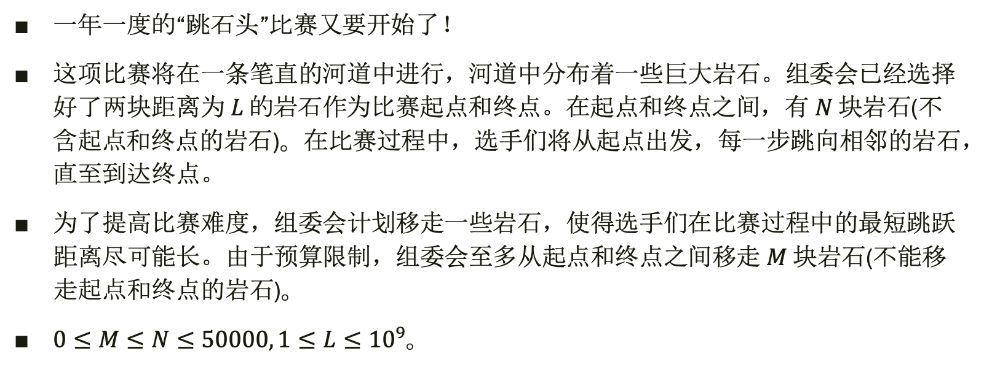 ■ 一年一度的“跳石头”比赛又要开始了！
■ 这项比赛将在一条笔直的河道中进行，河道中分布着一些巨大岩石。组委会已经选择
好了两块距离为 L 的岩石作为比赛起点和终点。在起点和终点之间，有 N 块岩石(不
含起点和终点的岩石)。在比赛过程中，选手们将从起点出发，每一步跳向相邻的岩石，
直至到达终点。
■ 为了提高比赛难度，组委会计划移走一些岩石，使得选手们在比赛过程中的最短跳跃
距离尽可能长。由于预算限制，组委会至多从起点和终点之间移走 M 块岩石(不能移
走起点和终点的岩石)。
■ 0 ≤ M ≤ N ≤ 50000, 1 ≤ L ≤ 10⁹。